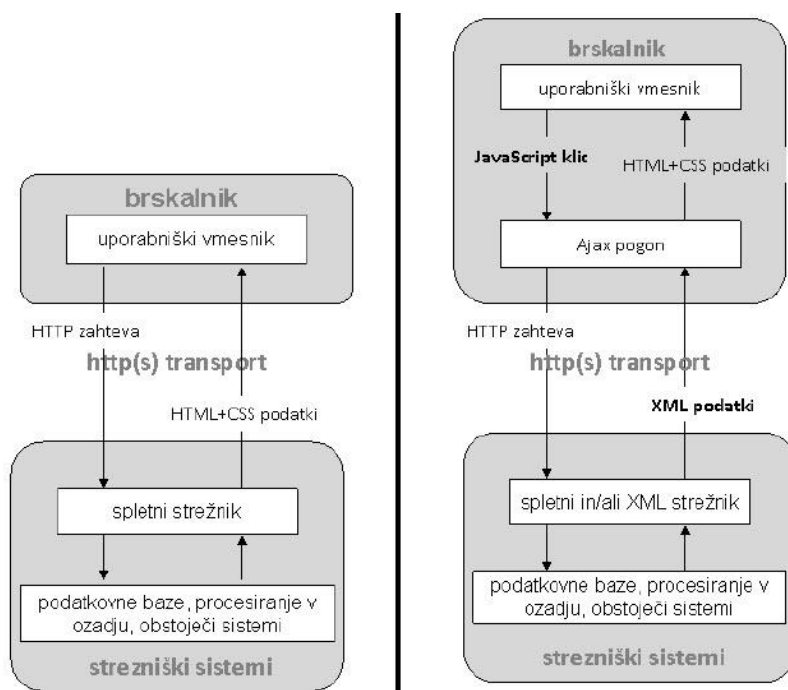 brskalnik
uporabniški vmesnik
HTTP zahteva
http(s) transport
HTML+CSS podatki
spletni strežnik
podatkovne baze, procesiranje v
ozadju, obstoječi sistemi
strezniški sistemi
brskalnik
uporabniški vmesnik
JavaScript klic
HTML+CSS podatki
Ajax pogon
HTTP zahteva
http(s) transport
XML podatki
spletni in/ali XML strežnik
podatkovne baze, procesiranje v
ozadju, obstoječi sistemi
strezniški sistemi